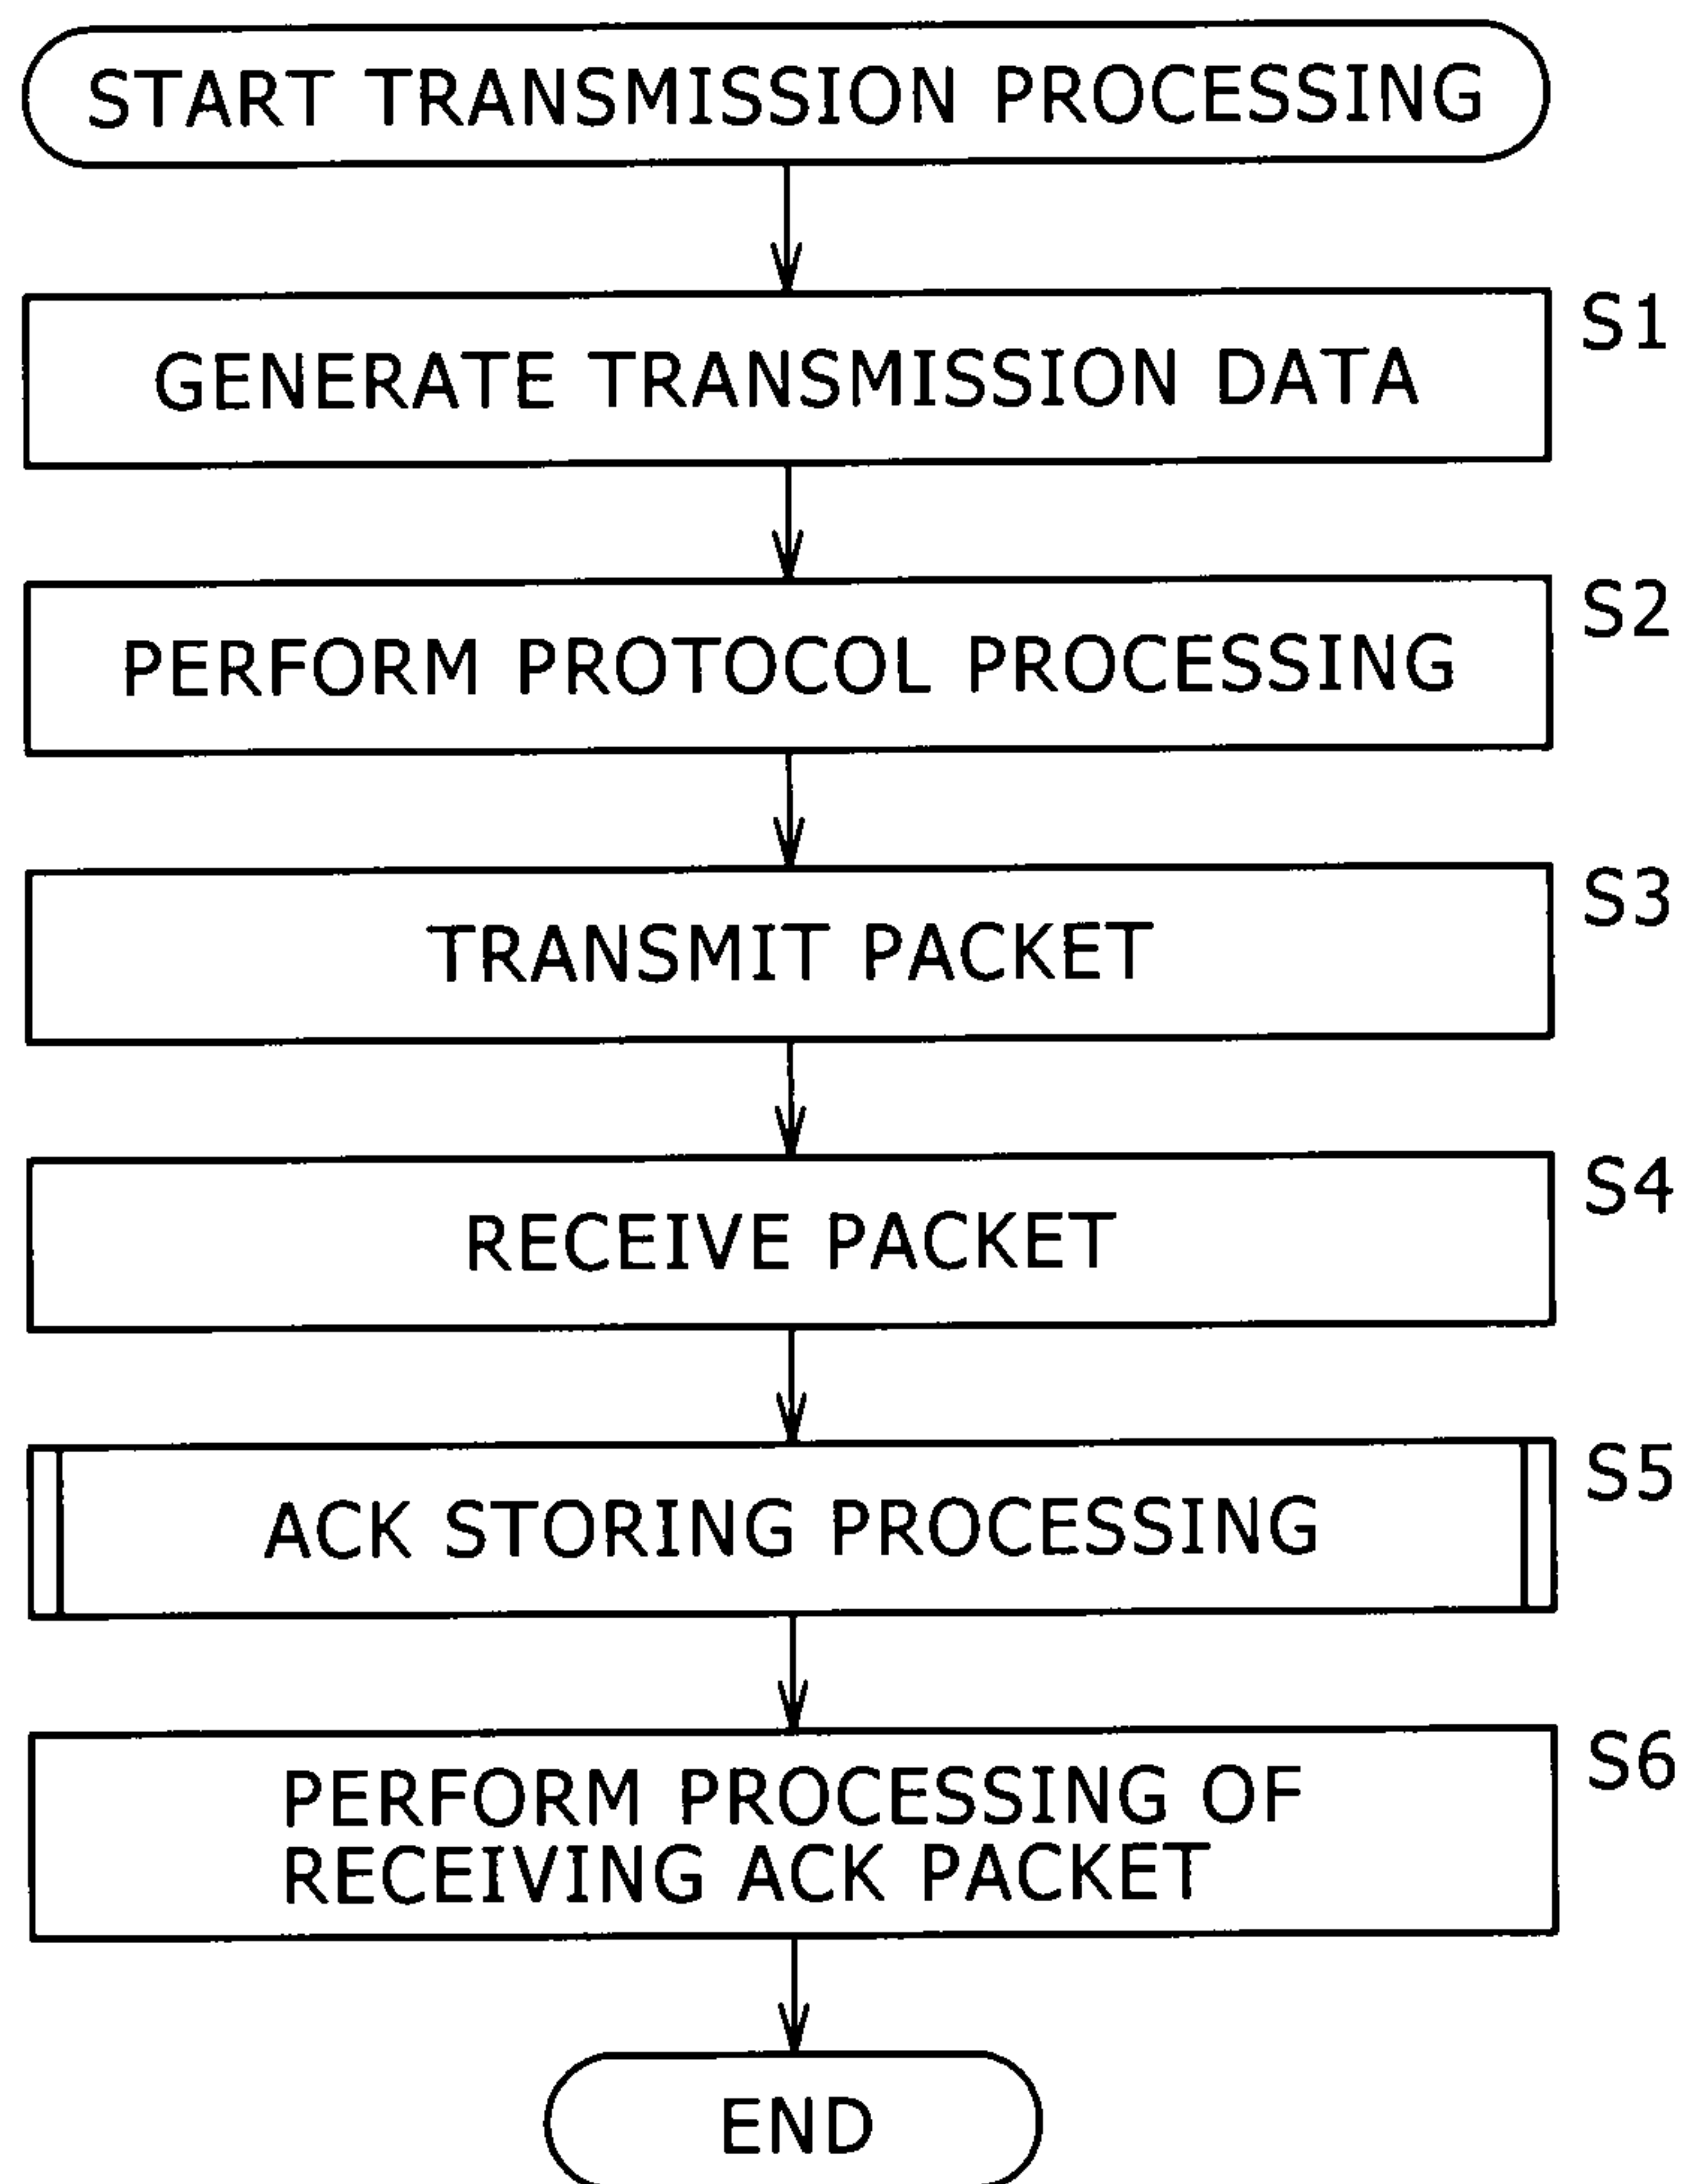 START TRANSMISSION PROCESSING
S1
GENERATE TRANSMISSION DATA
S2
PERFORM PROTOCOL PROCESSING
S3
TRANSMIT PACKET
S4
RECEIVE PACKET
S5
ACK STORING PROCESSING
S6
PERFORM PROCESSING OF
RECEIVING ACK PACKET
END